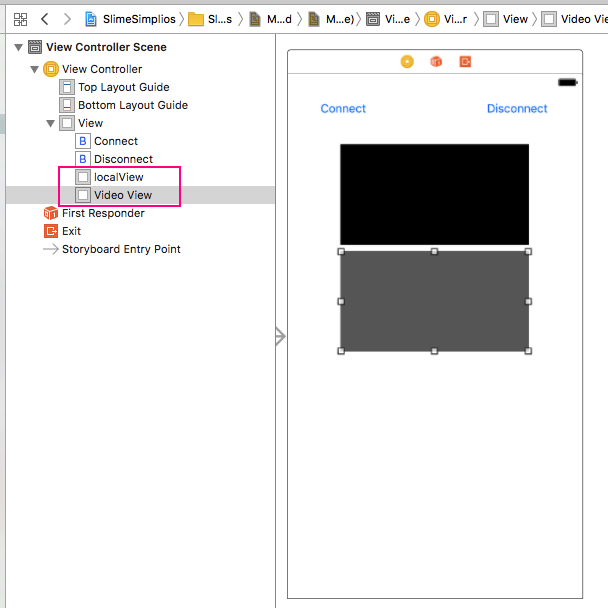 SlimeSimplios Sl...s M...d M...e) Vi...e Vi...r View Video Vie
View Controller Scene
View Controller
Top Layout Guide
Bottom Layout Guide
View
B Connect
B Disconnect
localView
Video View
First Responder
Exit
Storyboard Entry Point
Connect Disconnect